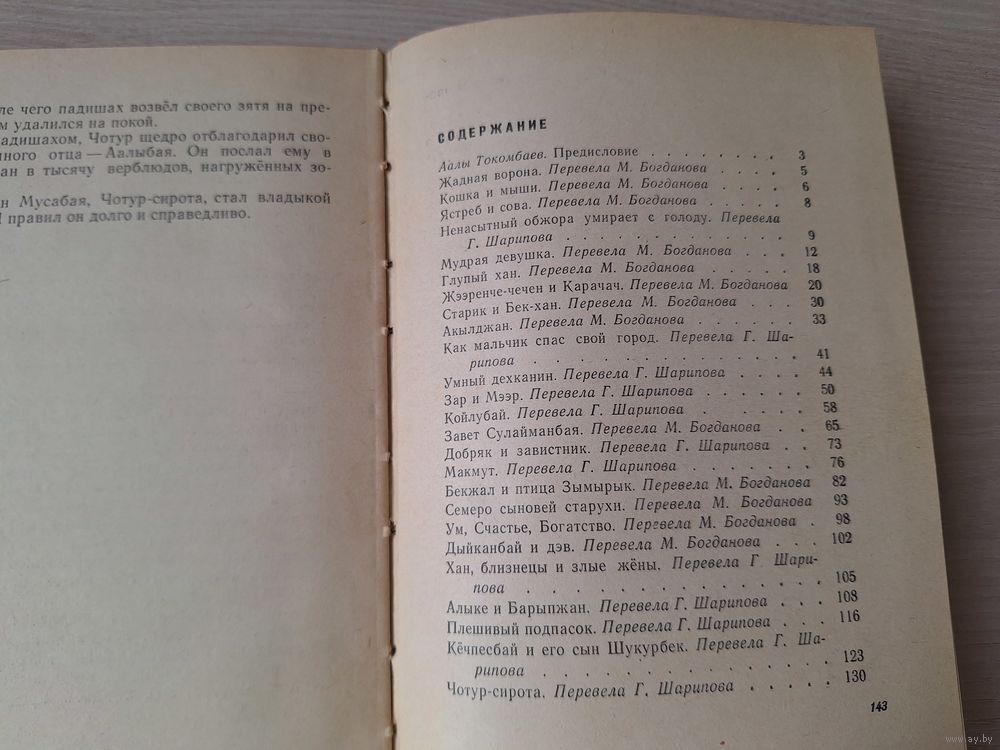 ле чего падишах возвёл своего зятя на пре-
м удалился на покой.
адишахом, Чотур щедро отблагодарил сво-
ного отца — Аалыбая. Он послал ему в
ан в тысячу верблюдов, нагружённых зо-
н Мусабая, Чотур-сирота, стал владыкой
И правил он долго и справедливо.
СОДЕРЖАНИЕ
Аалы Токомбаев. Предисловие . . . . . . . . 3
Жадная ворона. Перевела М. Богданова . . . . 5
Кошка и мыши. Перевела М. Богданова . . . . 6
Ястреб и сова. Перевела М. Богданова . . . . 8
Ненасытный обжора умирает с голоду. Перевела
Г. Шарипова . . . . . . . . . . . . . 9
Мудрая девушка. Перевела М. Богданова . . . 12
Глупый хан. Перевела М. Богданова . . . . . 18
Жээренче-чечен и Карачач. Перевела М. Богданова 20
Старик и Бек-хан. Перевела М. Богданова . . . 30
Акылджан. Перевела М. Богданова . . . . . . 33
Как мальчик спас свой город. Перевела Г. Ша-
рипова . . . . . . . . . . . . . . . 41
Умный дехканин. Перевела Г. Шарипова . . . . 44
Зар и Мээр. Перевела Г. Шарипова . . . . . 50
Койлубай. Перевела Г. Шарипова . . . . . . 58
Завет Сулайманбая. Перевела М. Богданова . . 65
Добряк и завистник. Перевела Г. Шарипова . . 73
Макмут. Перевела Г. Шарипова . . . . . . . 76
Бекжал и птица Зымырык. Перевела М. Богданова 82
Семеро сыновей старухи. Перевела М. Богданова 93
Ум, Счастье, Богатство. Перевела М. Богданова . 98
Дыйканбай и дэв. Перевела М. Богданова . . . 102
Хан, близнецы и злые жёны. Перевела Г Шари-
пова . . . . . . . . . . . . . . . . 105
Алыке и Барыпжан. Перевела Г. Шарипова . . . 108
Плешивый подпасок. Перевела Г. Шарипова . . . 116
Кёчпесбай и его сын Шукурбек. Перевела Г. Ша-
рипова . . . . . . . . . . . . . . . 123
Чотур-сирота. Перевела Г. Шарипова . . . . . 130
143
www.ay.by